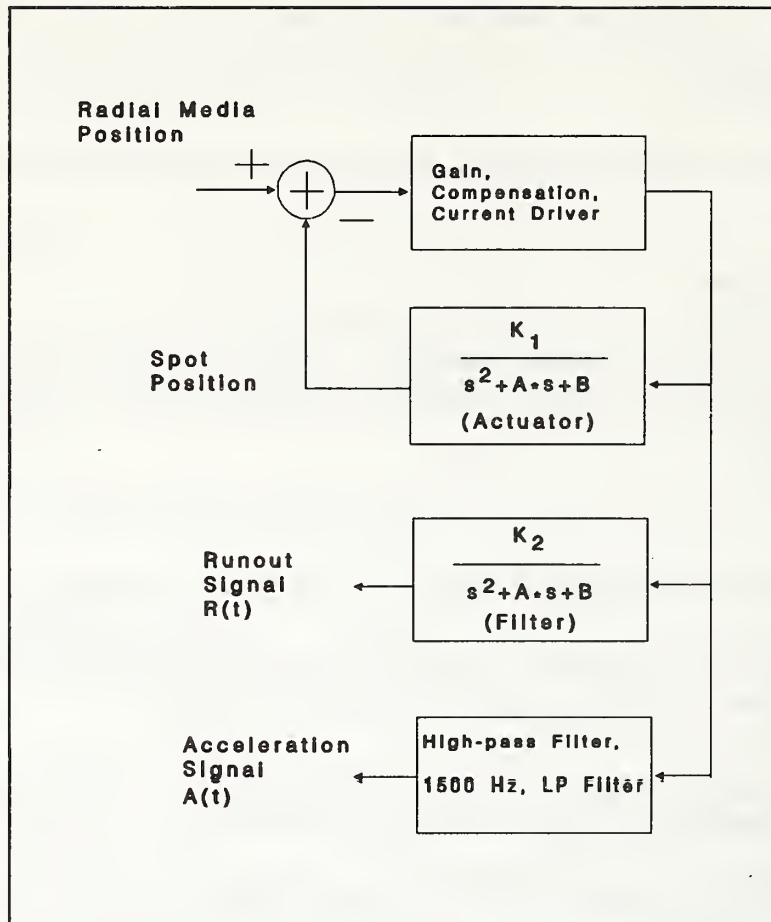 Radial Media
Position
+
+
−
Gain,
Compensation,
Current Driver
Spot
Position
K1
s²+A*s+B
(Actuator)
Runout
Signal
R(t)
K2
s²+A*s+B
(Filter)
Acceleration
Signal
A(t)
High-pass Filter,
1500 Hz, LP Filter